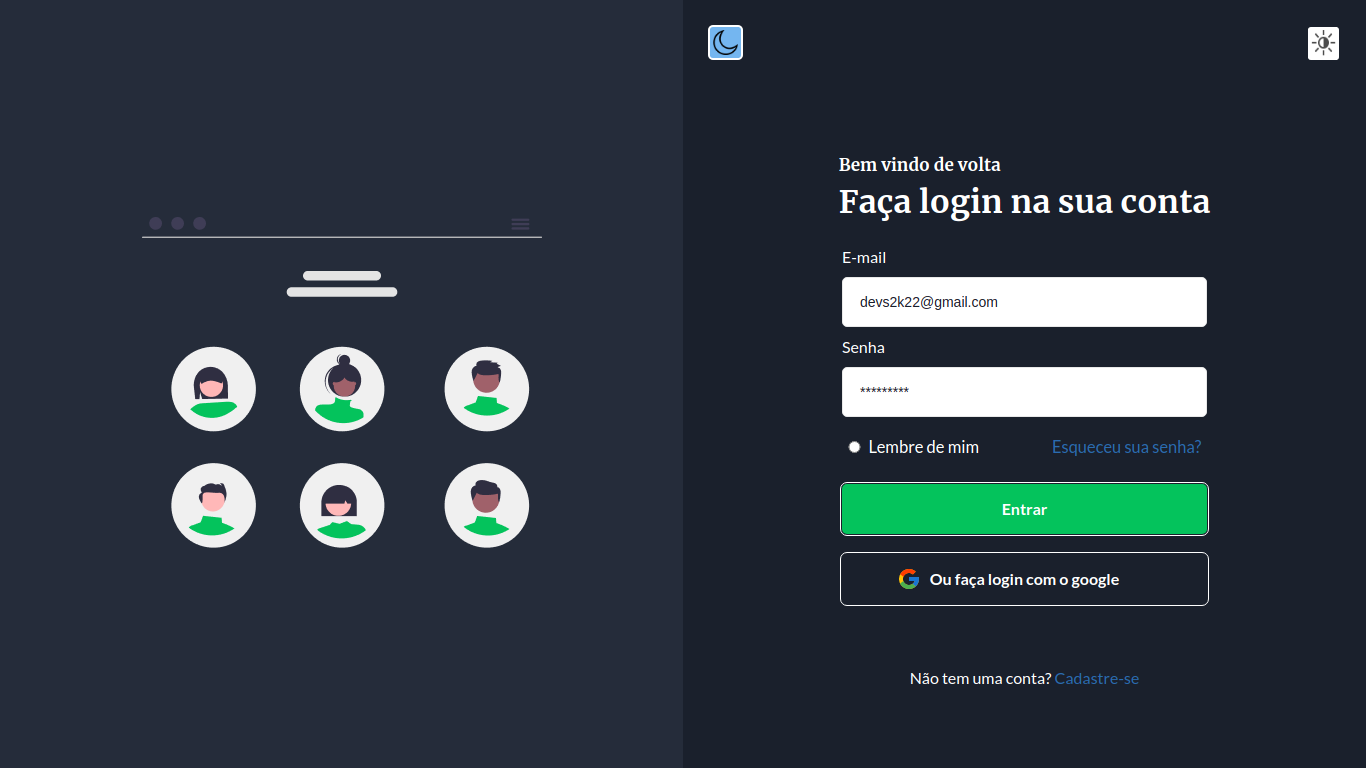 Bem vindo de volta
Faça login na sua conta
E-mail
devs2k22@gmail.com
Senha
*********
Lembre de mim Esqueceu sua senha?
Entrar
Ou faça login com o google
Não tem uma conta? Cadastre-se